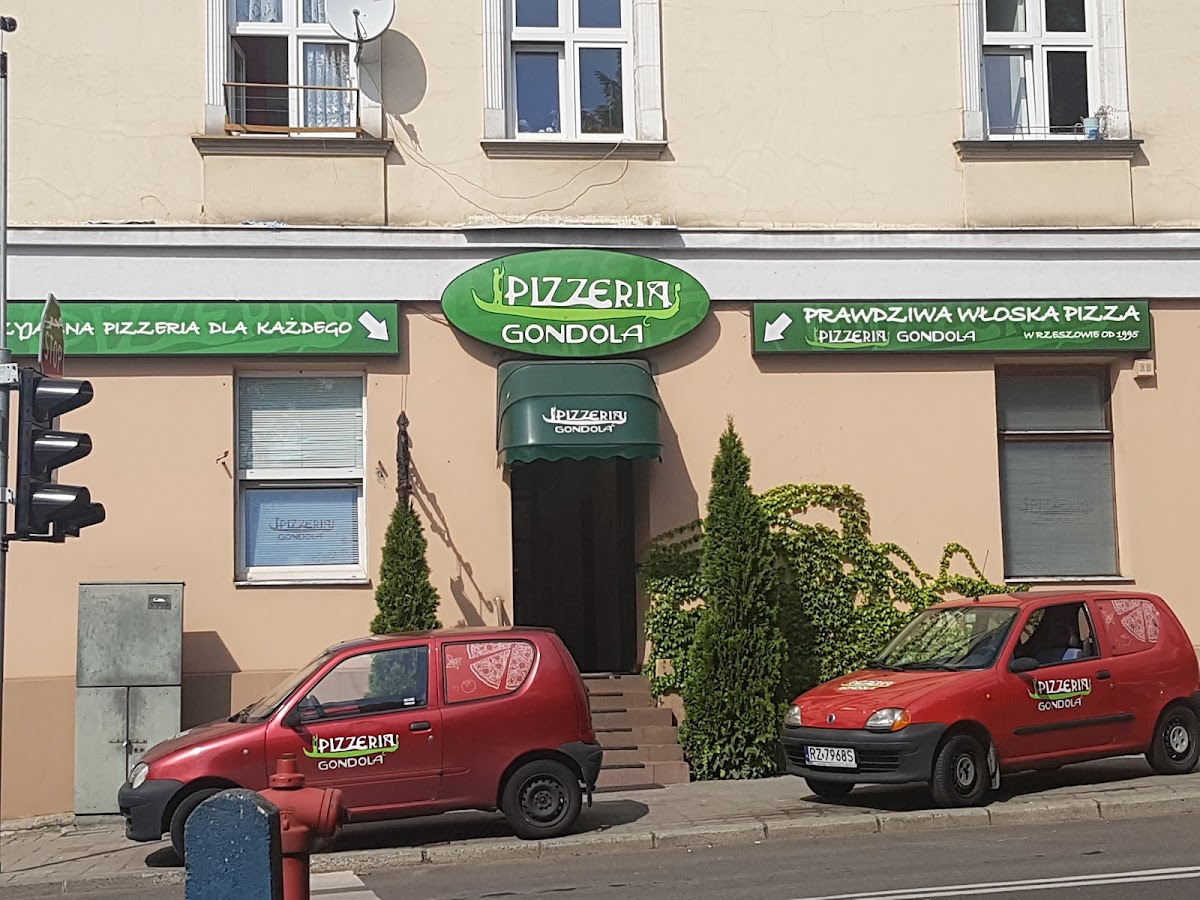 PIZZERIA
GONDOLA
NA PIZZERIA DLA KAŻDEGO
PRAWDZIWA WŁOSKA PIZZA
PIZZERIA GONDOLA
W RZESZOWIE OD 1995
STOP
PIZZERIA
GONDOLA
PIZZERIA
GONDOLA
PIZZERIA
GONDOLA
PIZZERIA
GONDOLA
PIZZERIA
GONDOLA
RZ 7968S